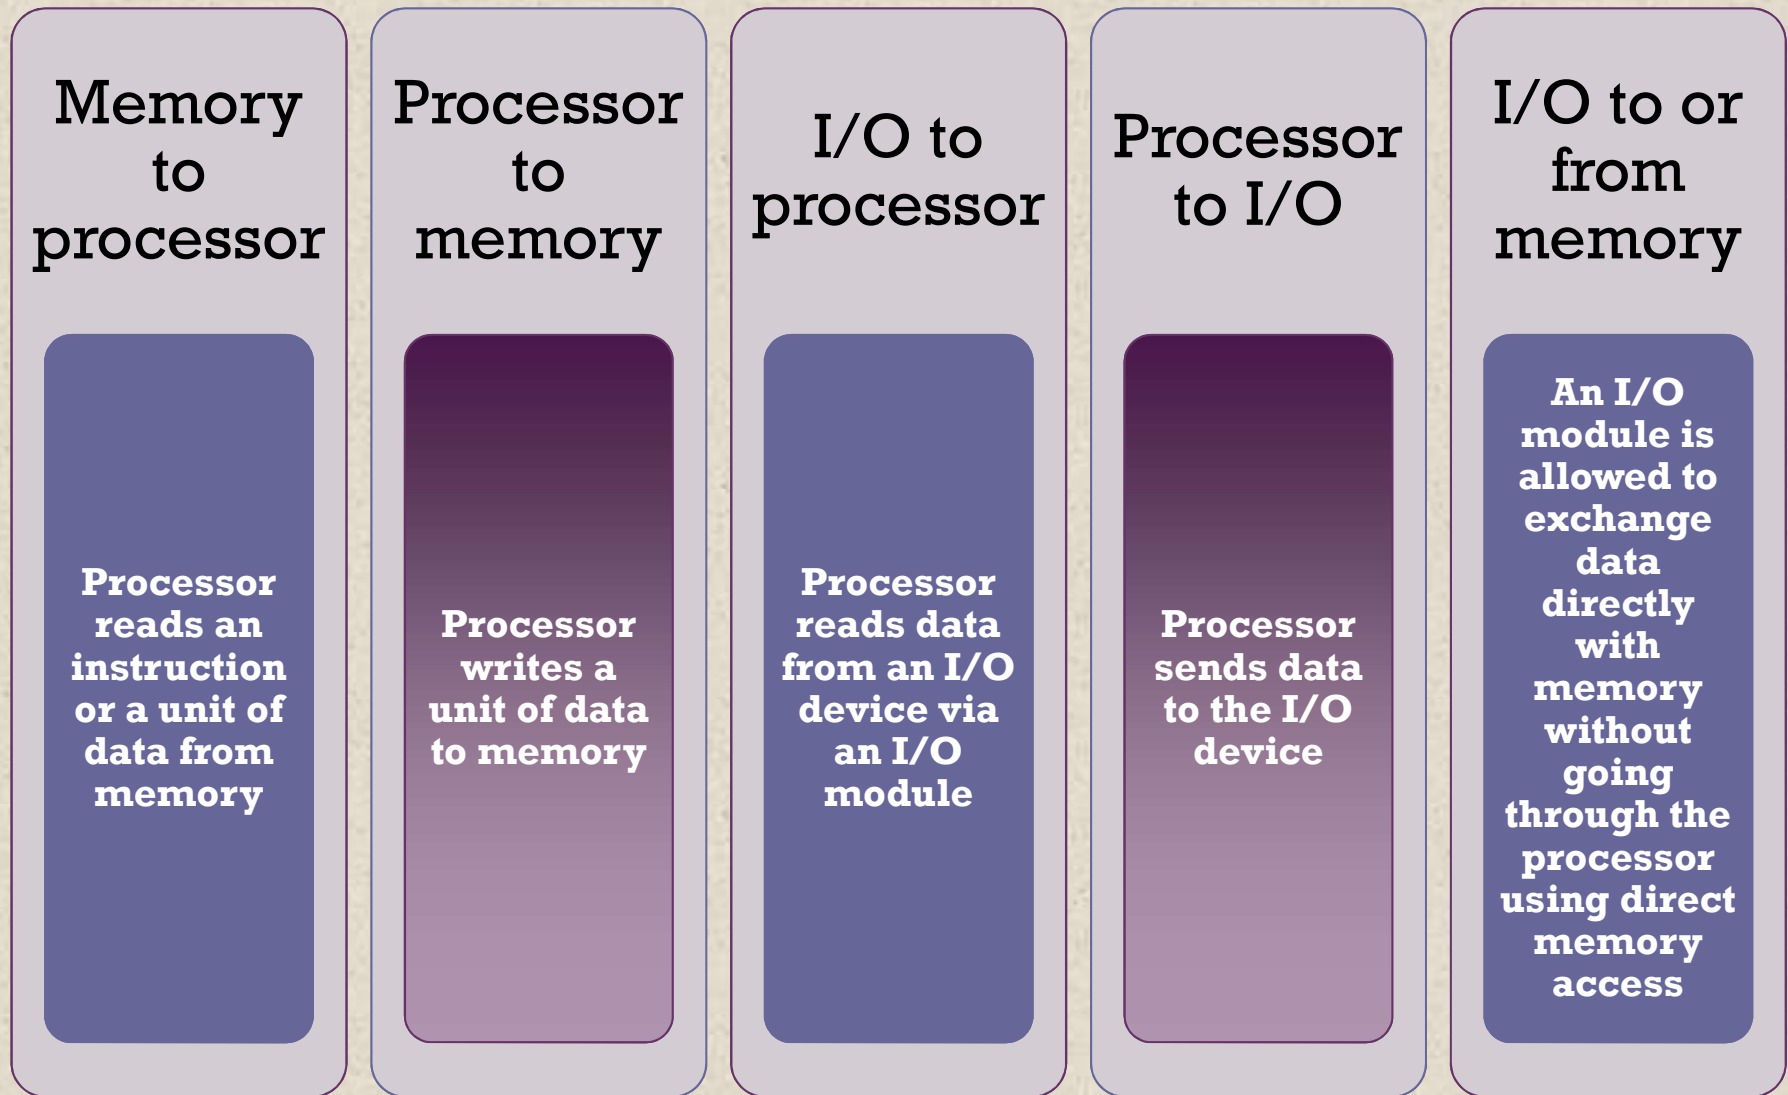 Memory
to
processor
Processor
reads an
instruction
or a unit of
data from
memory
Processor
to
memory
Processor
writes a
unit of data
to memory
I/O to
processor
Processor
reads data
from an I/O
device via
an I/O
module
Processor
to I/O
Processor
sends data
to the I/O
device
I/O to or
from
memory
An I/O
module is
allowed to
exchange
data
directly
with
memory
without
going
through the
processor
using direct
memory
access